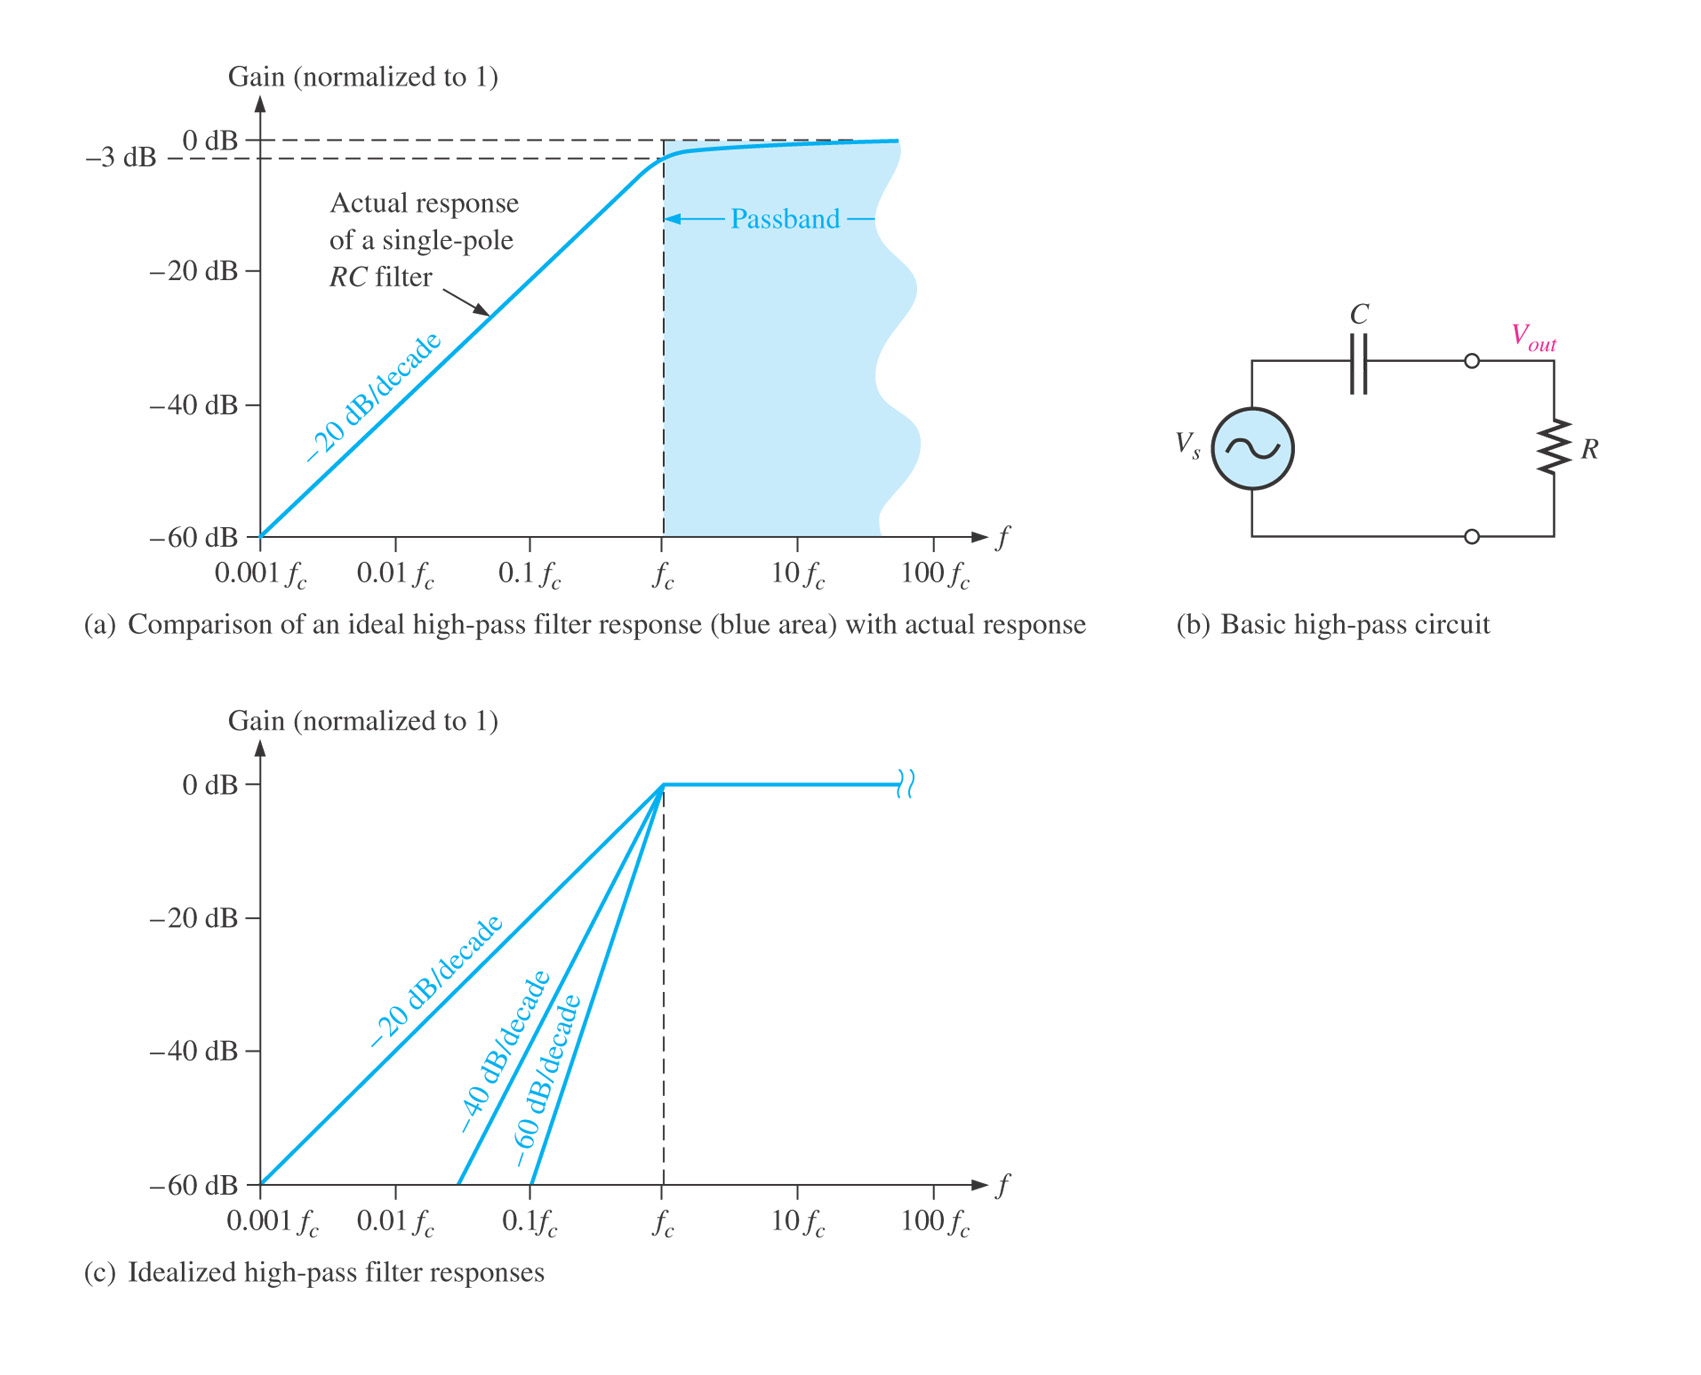 Gain (normalized to 1)
0 dB
–3 dB
Actual response
of a single-pole
RC filter
Passband
–20 dB
–20 dB/decade
–40 dB
–60 dB
f
0.001 fc 0.01 fc 0.1 fc fc 10 fc 100 fc
(a) Comparison of an ideal high-pass filter response (blue area) with actual response
C
Vout
Vs
R
(b) Basic high-pass circuit
Gain (normalized to 1)
0 dB
–20 dB
–20 dB/decade
–40 dB/decade
–60 dB/decade
–40 dB
–60 dB
f
0.001 fc 0.01 fc 0.1fc fc 10 fc 100 fc
(c) Idealized high-pass filter responses